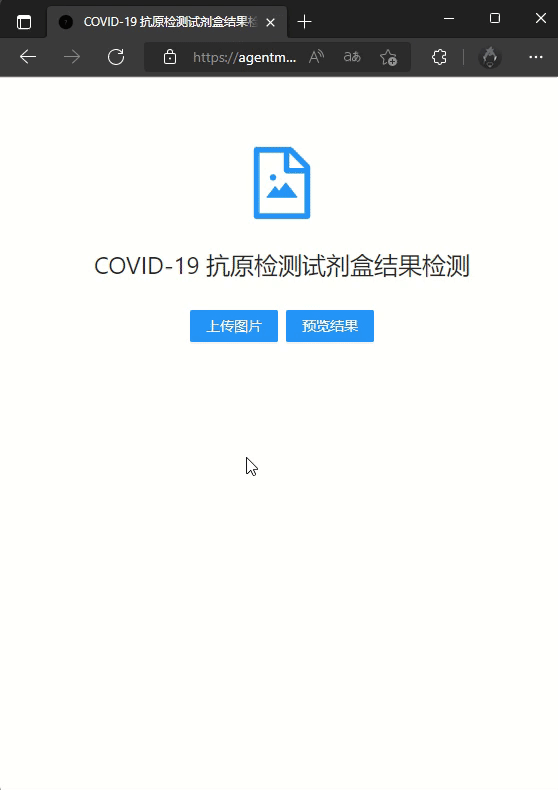 COVID-19 抗原检测试剂盒结果检
https://agentm...
COVID-19 抗原检测试剂盒结果检测
上传图片
预览结果